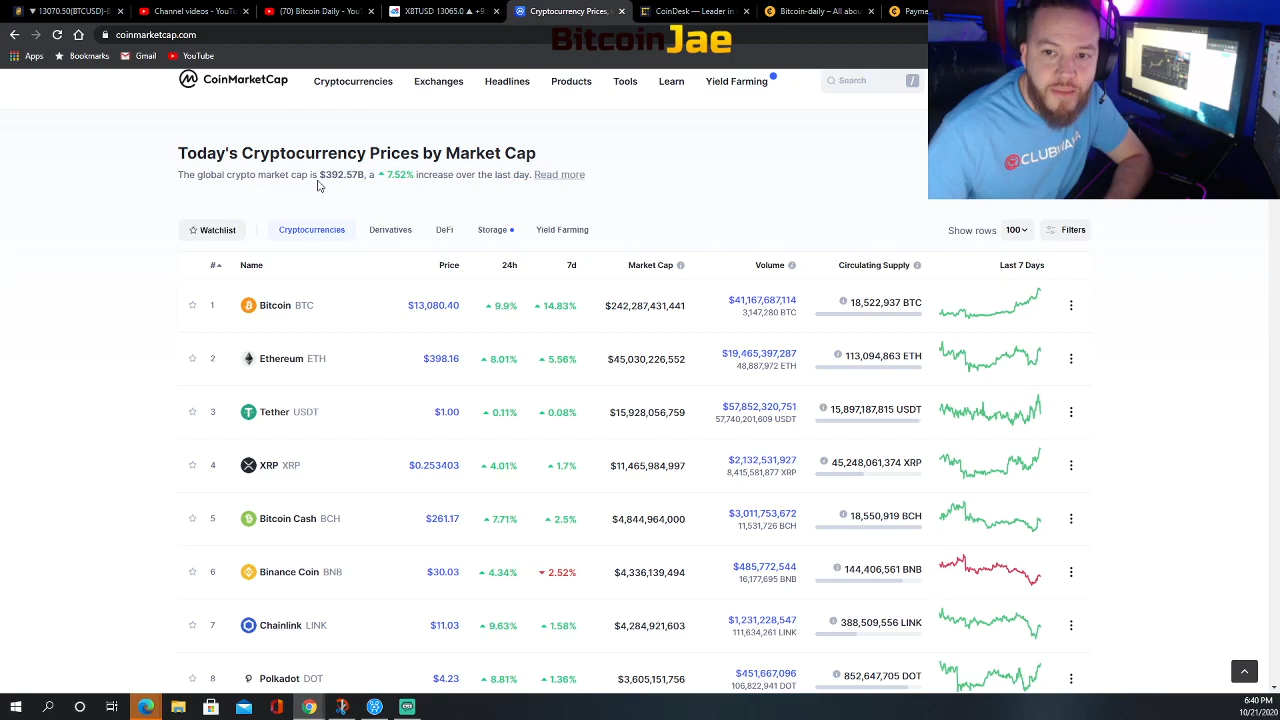 ▼ 13070.50(BTCUSD)-B
YouTube
(70) Bitcoin Daily - You
BTCUSD 13065.0 ▲ +9.
Cryptocurrency Prices,
CoinDesk — Leader in
Bitcoin-daily – All abou
Paym
coinmarketcap.com
BitcoinJae
Apps
Bookmarks
Gmail
YouTu
CoinMarketCap
Cryptocurrencies
Exchanges
Headlines
Products
Tools
Learn
Yield Farming
Search
/
Today's Cryptocurrency Prices by Market Cap
The global crypto market cap is $392.57B, a 7.52% increase over the last day. Read more
CLUBWAKA
Watchlist
Cryptocurrencies
Derivatives
DeFi
Storage
Yield Farming
Show rows
100
Filters
# Name Price 24h 7d Market Cap Volume Circulating Supply Last 7 Days
1 Bitcoin BTC $13,080.40 9.9% 14.83% $242,287,431,441 $41,167,687,114 18,522,937 BTC
3,147,280 BTC
2 Ethereum ETH $398.16 8.01% 5.56% $45,030,226,552 $19,465,397,287 113,094,863 ETH
48,887,972 ETH
3 Tether USDT $1.00 0.11% 0.08% $15,928,056,759 $57,852,320,751 15,897,187,815 USDT
57,740,201,609 USDT
4 XRP XRP $0.253403 4.01% 1.7% $11,465,984,997 $2,132,531,927 45,248,061,374 XRP
8,415,581,877 XRP
5 Bitcoin Cash BCH $261.17 7.71% 2.5% $4,844,964,000 $3,011,753,672 18,550,919 BCH
11,531,726 BCH
6 Binance Coin BNB $30.03 4.34% 2.52% $4,336,139,494 $485,772,544 144,406,561 BNB
16,177,695 BNB
7 Chainlink LINK $11.03 9.63% 1.58% $4,284,921,603 $1,231,228,547 388,509,556 LINK
111,634,261 LINK
8 Polkadot DOT $4.23 8.81% 1.36% $3,605,151,756 $451,667,096 852,647,705 DOT
106,822,941 DOT
6:40 PM
10/21/2020